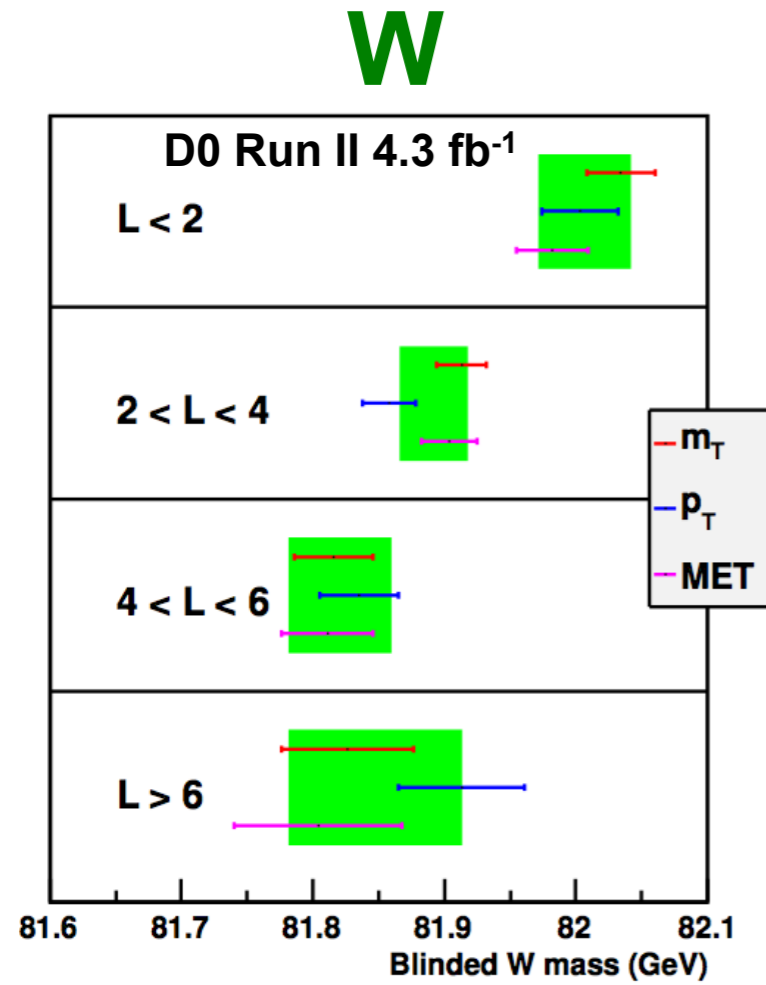 W
D0 Run II 4.3 fb-1
L < 2
2 < L < 4
mT
pT
MET
4 < L < 6
L > 6
81.6 81.7 81.8 81.9 82 82.1
Blinded W mass (GeV)